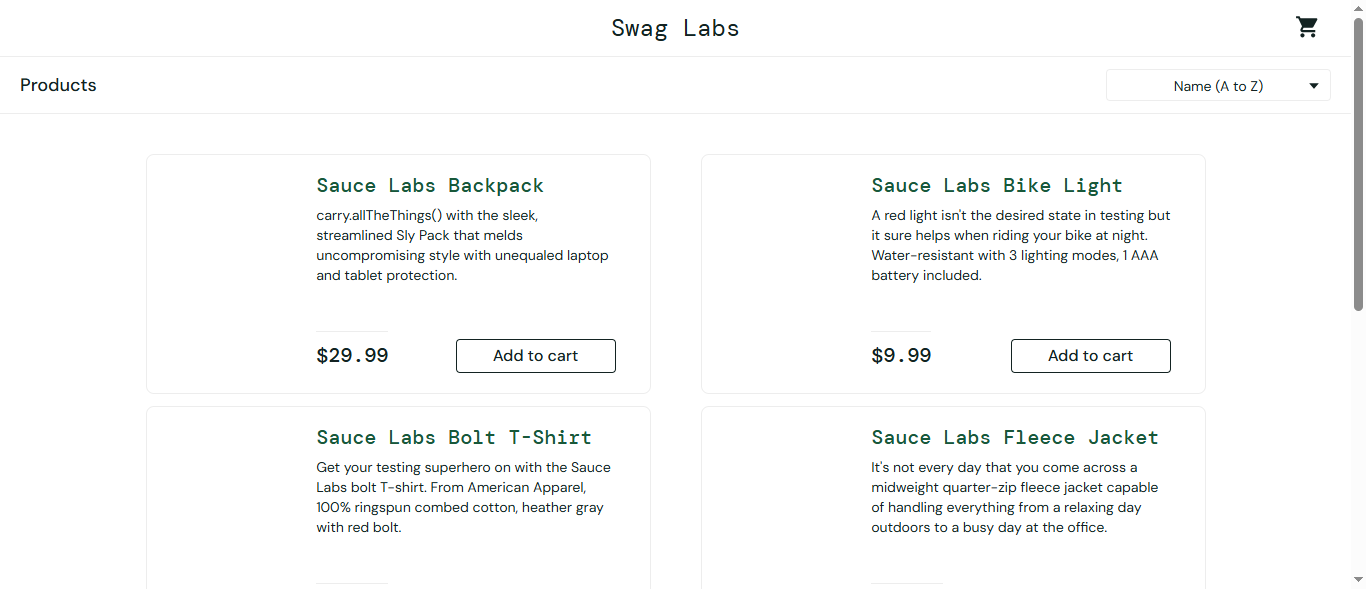 Swag Labs
Products
Name (A to Z)
Sauce Labs Backpack
carry.allTheThings() with the sleek,
streamlined Sly Pack that melds
uncompromising style with unequaled laptop
and tablet protection.
$29.99
Add to cart
Sauce Labs Bike Light
A red light isn't the desired state in testing but
it sure helps when riding your bike at night.
Water-resistant with 3 lighting modes, 1 AAA
battery included.
$9.99
Add to cart
Sauce Labs Bolt T-Shirt
Get your testing superhero on with the Sauce
Labs bolt T-shirt. From American Apparel,
100% ringspun combed cotton, heather gray
with red bolt.
Sauce Labs Fleece Jacket
It's not every day that you come across a
midweight quarter-zip fleece jacket capable
of handling everything from a relaxing day
outdoors to a busy day at the office.